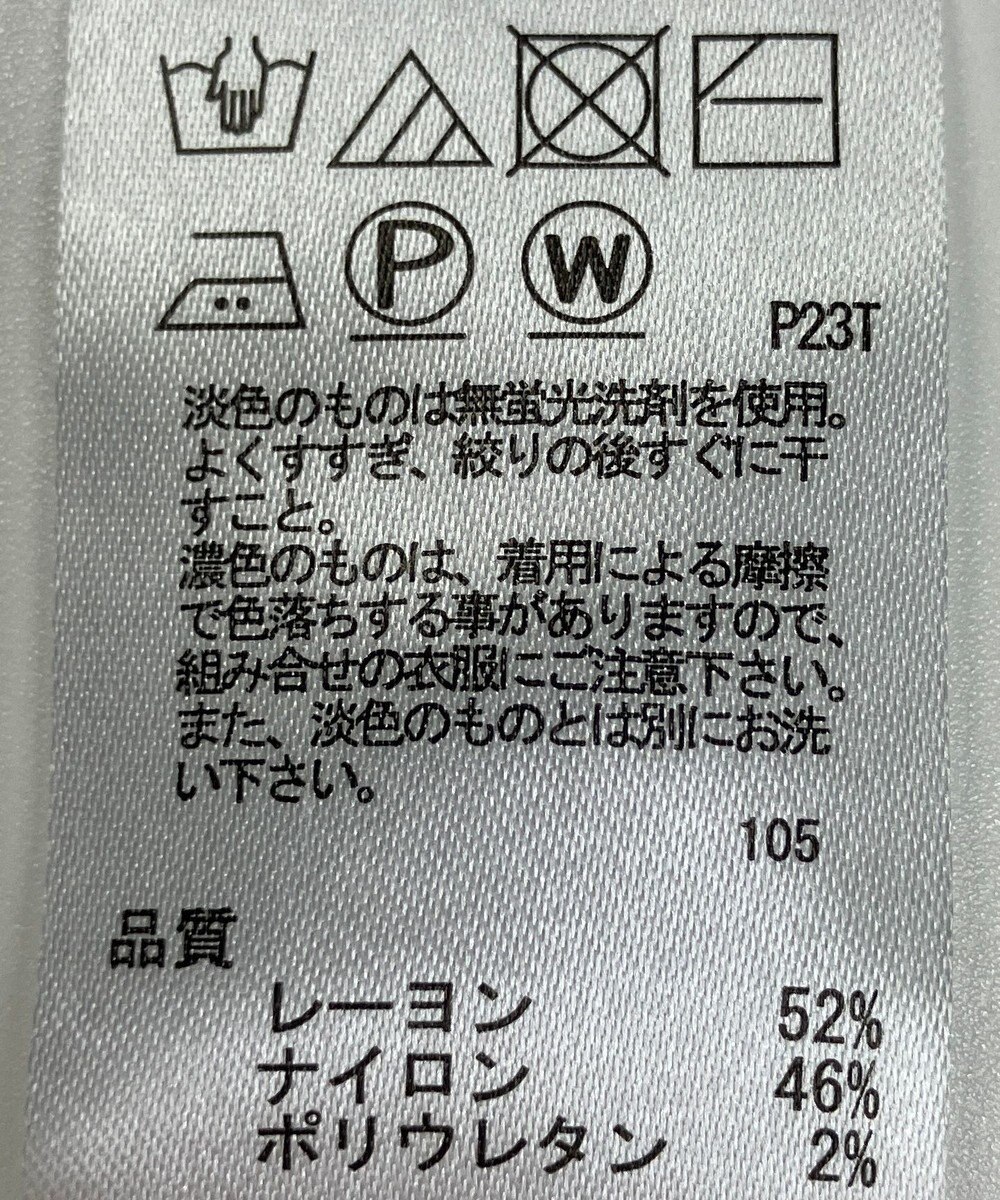 P W
P23T
淡色のものは無蛍光洗剤を使用。
よくすすぎ、絞りの後すぐに干
すこと。
濃色のものは、着用による摩擦
で色落ちする事がありますので、
組み合せの衣服にご注意下さい。
また、淡色のものとは別にお洗
い下さい。
105
品質
レーヨン 52%
ナイロン 46%
ポリウレタン 2%